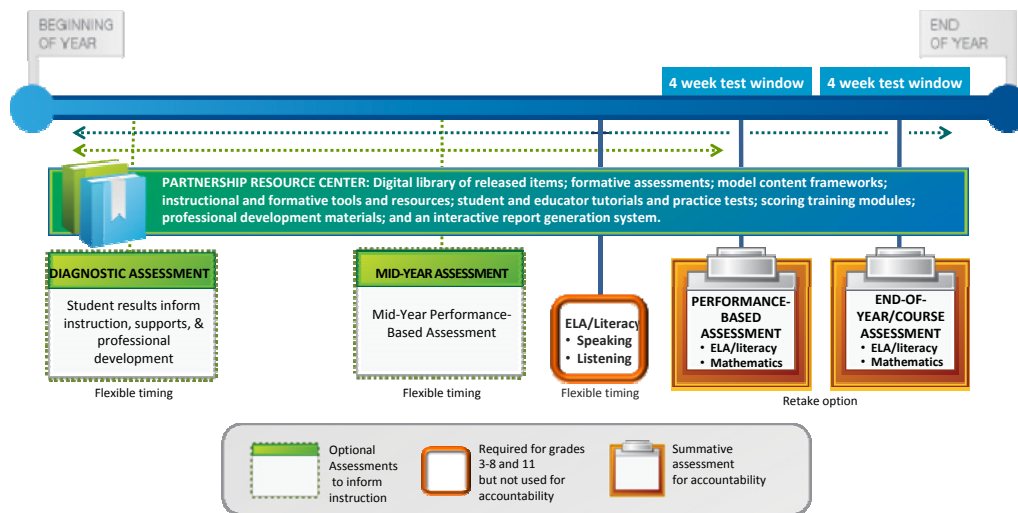 BEGINNING
OF YEAR
END
OF YEAR
4 week test window
4 week test window
PARTNERSHIP RESOURCE CENTER: Digital library of released items; formative assessments; model content frameworks;
instructional and formative tools and resources; student and educator tutorials and practice tests; scoring training modules;
professional development materials; and an interactive report generation system.
DIAGNOSTIC ASSESSMENT
Student results inform
instruction, supports, &
professional
development
Flexible timing
MID-YEAR ASSESSMENT
Mid-Year Performance-
Based Assessment
Flexible timing
ELA/Literacy
• Speaking
• Listening
Flexible timing
PERFORMANCE-
BASED
ASSESSMENT
• ELA/literacy
• Mathematics
END-OF-
YEAR/COURSE
ASSESSMENT
• ELA/literacy
• Mathematics
Retake option
Optional
Assessments
to inform
instruction
Required for grades
3-8 and 11
but not used for
accountability
Summative
assessment
for accountability